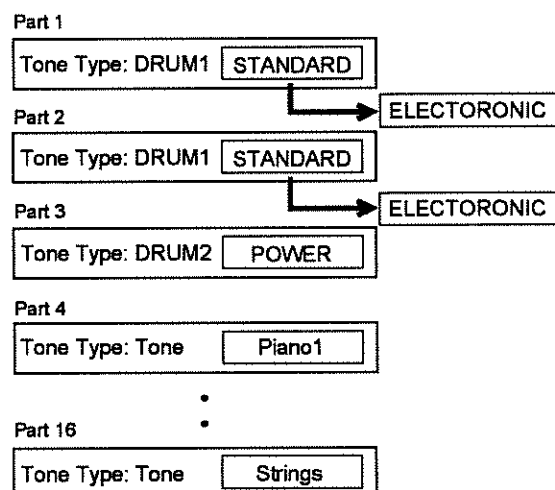 Part 1
Tone Type: DRUM1 STANDARD
ELECTORONIC
Part 2
Tone Type: DRUM1 STANDARD
ELECTORONIC
Part 3
Tone Type: DRUM2 POWER
Part 4
Tone Type: Tone Piano1
Part 16
Tone Type: Tone Strings